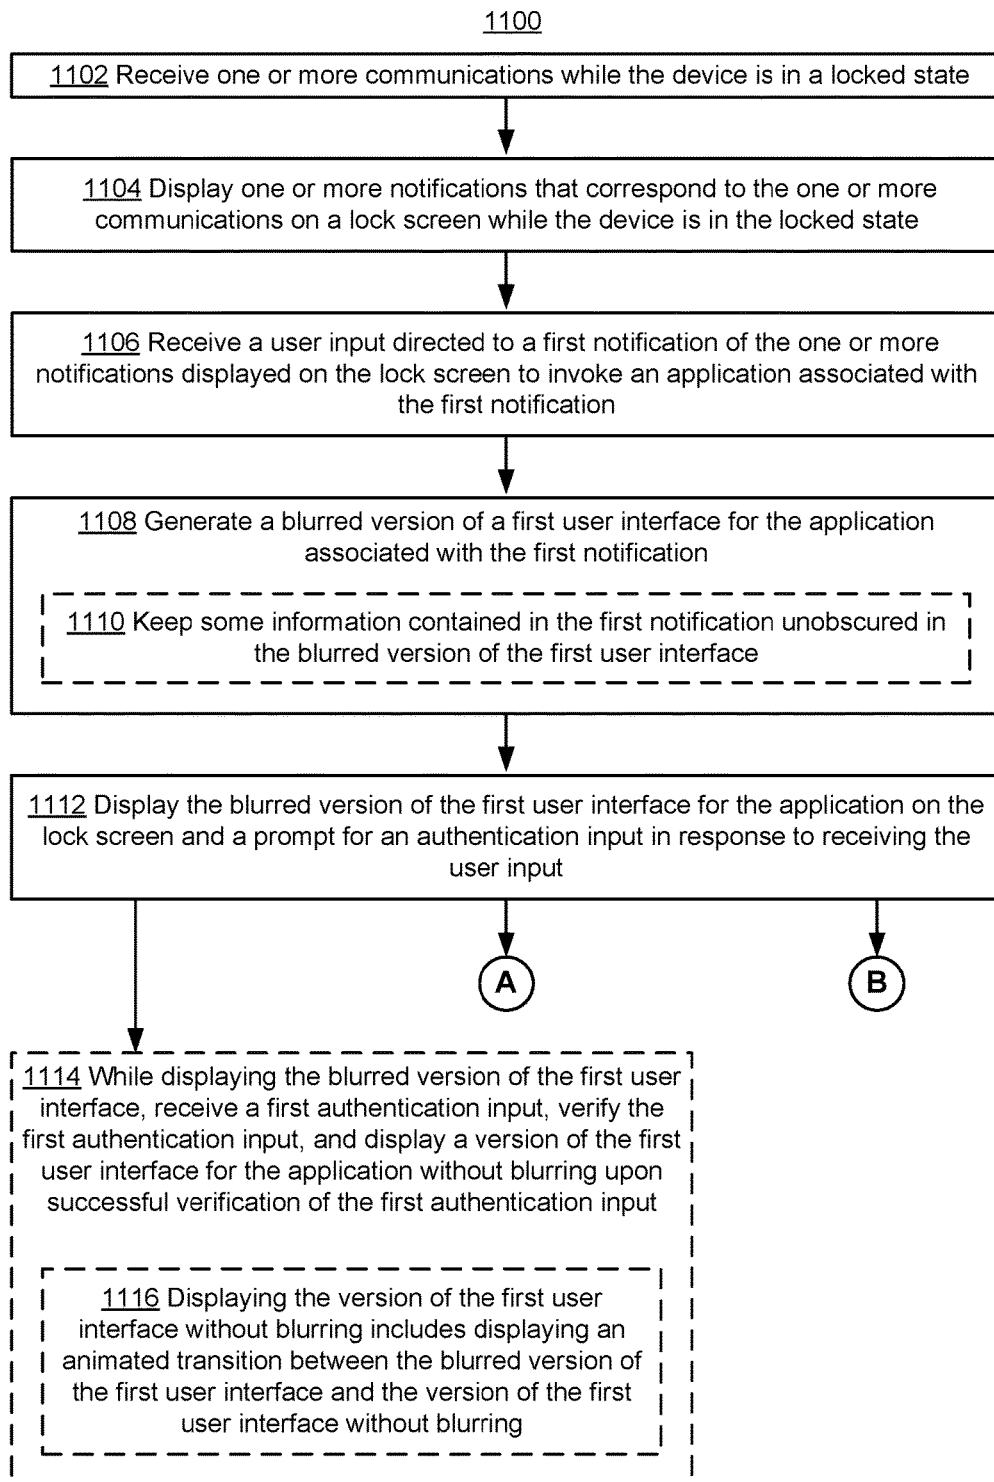 1100
1102 Receive one or more communications while the device is in a locked state
1104 Display one or more notifications that correspond to the one or more
communications on a lock screen while the device is in the locked state
1106 Receive a user input directed to a first notification of the one or more
notifications displayed on the lock screen to invoke an application associated with
the first notification
1108 Generate a blurred version of a first user interface for the application
associated with the first notification
1110 Keep some information contained in the first notification unobscured in
the blurred version of the first user interface
1112 Display the blurred version of the first user interface for the application on the
lock screen and a prompt for an authentication input in response to receiving the
user input
A
B
1114 While displaying the blurred version of the first user
interface, receive a first authentication input, verify the
first authentication input, and display a version of the first
user interface for the application without blurring upon
successful verification of the first authentication input
1116 Displaying the version of the first user
interface without blurring includes displaying an
animated transition between the blurred version of
the first user interface and the version of the first
user interface without blurring